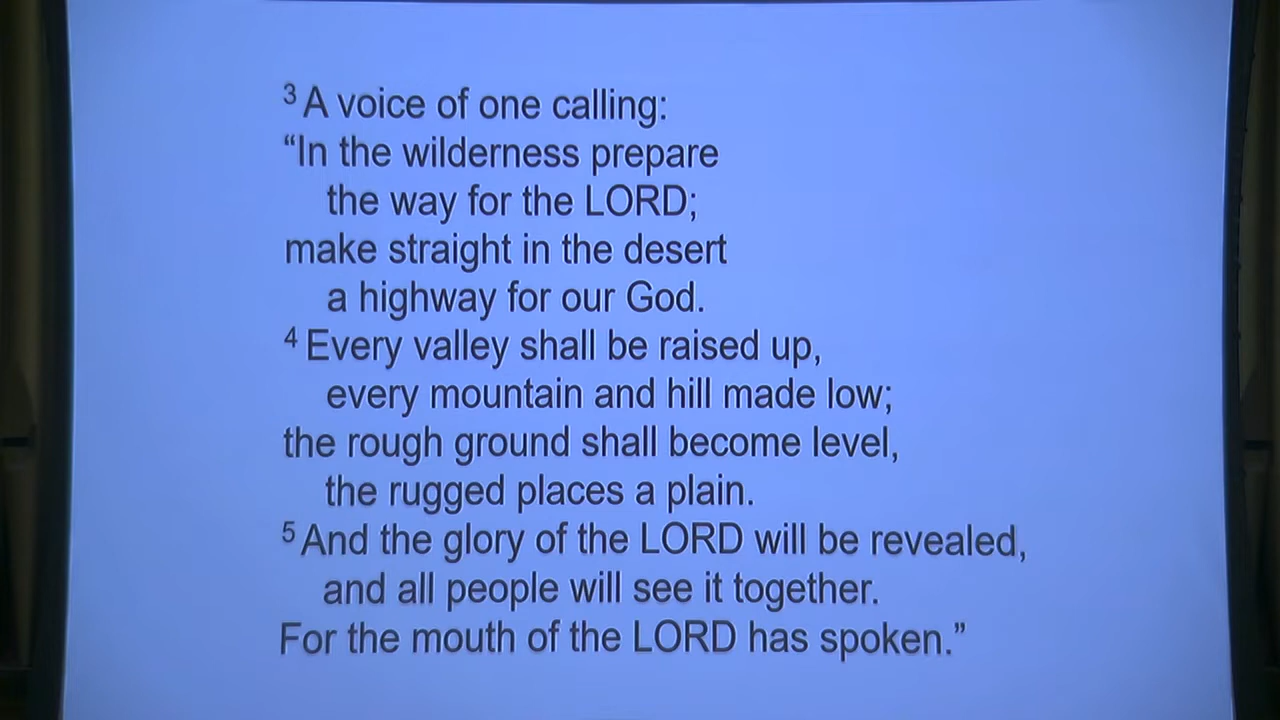 3 A voice of one calling:
“In the wilderness prepare
the way for the LORD;
make straight in the desert
a highway for our God.
4 Every valley shall be raised up,
every mountain and hill made low;
the rough ground shall become level,
the rugged places a plain.
5 And the glory of the LORD will be revealed,
and all people will see it together.
For the mouth of the LORD has spoken.”